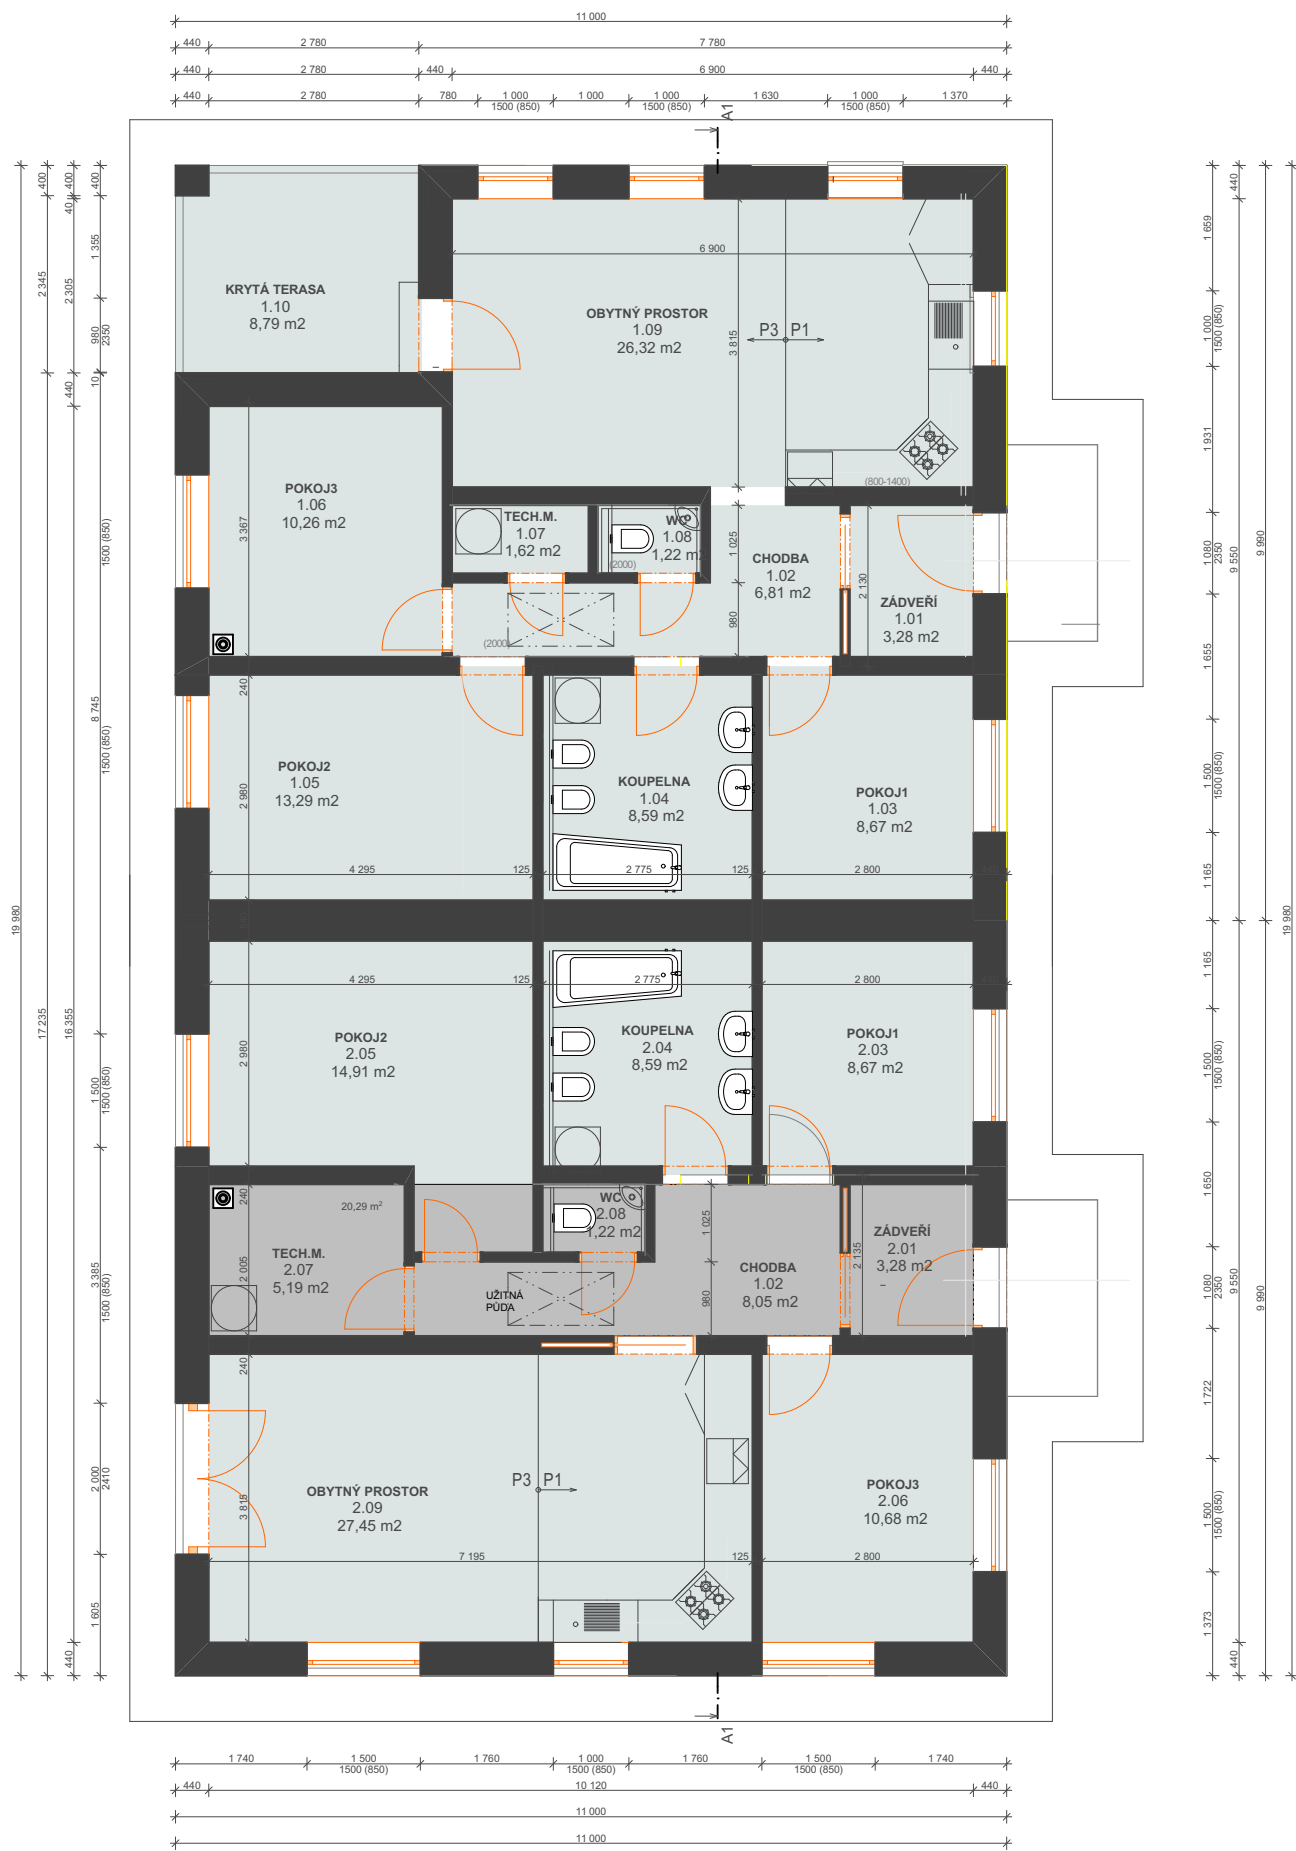 11 000
440
2 780
7 780
440
2 780
440
6 900
440
440
2 780
780
1 000
1500 (850)
1 000
1 000
1500 (850)
1 630
1 000
1500 (850)
1 370
A1
KRYTÁ TERASA
1.10
8,79 m2
OBYTNÝ PROSTOR
1.09
26,32 m2
6 900
3 815
P3
P1
(800-1400)
POKOJ3
1.06
10,26 m2
3 367
TECH.M.
1.07
1,62 m2
WC
1.08
1,22 m2
(2000)
CHODBA
1.02
6,81 m2
1 025
980
2 130
ZÁDVEŘÍ
1.01
3,28 m2
(2000)
240
POKOJ2
1.05
13,29 m2
2 980
KOUPELNA
1.04
8,59 m2
POKOJ1
1.03
8,67 m2
4 295
125
2 775
125
2 800
4 295
125
2 775
2 800
POKOJ2
2.05
14,91 m2
2 980
KOUPELNA
2.04
8,59 m2
POKOJ1
2.03
8,67 m2
240
20,29 m²
TECH.M.
2.07
5,19 m2
2 005
WC
2.08
1,22 m2
UŽITNÁ
PŮDA
CHODBA
1.02
8,05 m2
1 025
980
2 135
ZÁDVEŘÍ
2.01
3,28 m2
240
OBYTNÝ PROSTOR
2.09
27,45 m2
3 815
P3
P1
7 195
125
2 800
POKOJ3
2.06
10,68 m2
A1
1 740
1 500
1500 (850)
1 760
1 000
1500 (850)
1 760
1 500
1500 (850)
1 740
440
10 120
440
11 000
11 000
19 980
2 345
17 235
400
40
2 305
16 355
440
400
1 355
980
2350
10
440
1500 (850)
8 745
1500 (850)
1 500
1500 (850)
3 385
1500 (850)
2 000
2410
1 605
440
1 659
1 000
1500 (850)
1 931
1 080
2350
1 655
1 500
1500 (850)
1 165
1 165
1 500
1500 (850)
1 650
1 080
2350
1 722
1 500
1500 (850)
1 373
440
9 550
9 550
440
9 990
9 990
19 980